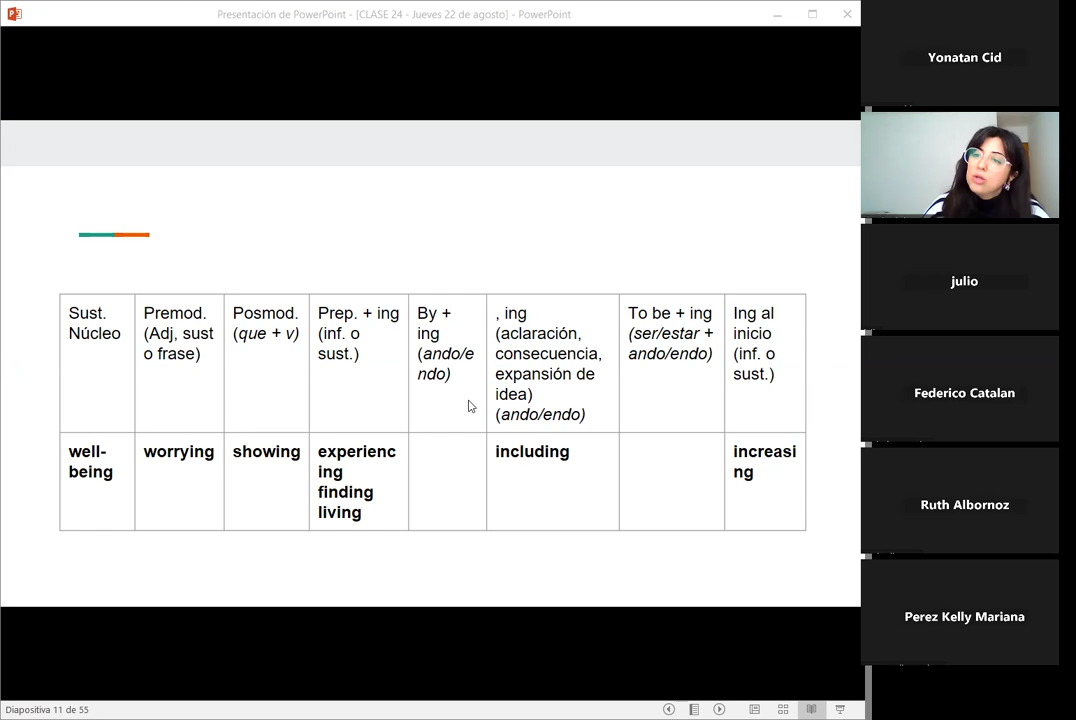 Presentación de PowerPoint - [CLASE 24 - Jueves 22 de agosto] - PowerPoint
Sust.
Núcleo
Premod.
(Adj, sust
o frase)
Posmod.
(que + v)
Prep. + ing
(inf. o
sust.)
By +
ing
(ando/e
ndo)
, ing
(aclaración,
consecuencia,
expansión de
idea)
(ando/endo)
To be + ing
(ser/estar +
ando/endo)
Ing al
inicio
(inf. o
sust.)
well-
being
worrying
showing
experienc
ing
finding
living
including
increasi
ng
Diapositiva 11 de 55
Yonatan Cid
julio
Federico Catalan
Ruth Albornoz
Perez Kelly Mariana